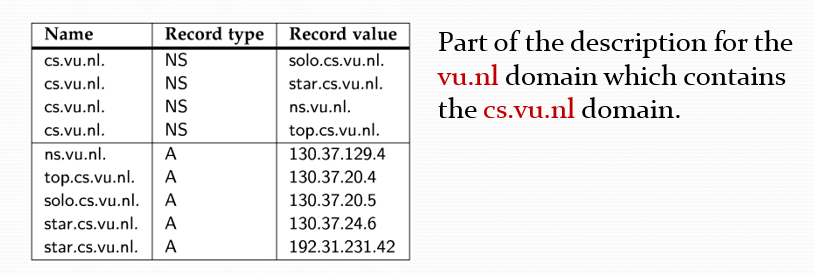 Name Record type Record value
cs.vu.nl. NS solo.cs.vu.nl.
cs.vu.nl. NS star.cs.vu.nl.
cs.vu.nl. NS ns.vu.nl.
cs.vu.nl. NS top.cs.vu.nl.
ns.vu.nl. A 130.37.129.4
top.cs.vu.nl. A 130.37.20.4
solo.cs.vu.nl. A 130.37.20.5
star.cs.vu.nl. A 130.37.24.6
star.cs.vu.nl. A 192.31.231.42
Part of the description for the
vu.nl domain which contains
the cs.vu.nl domain.